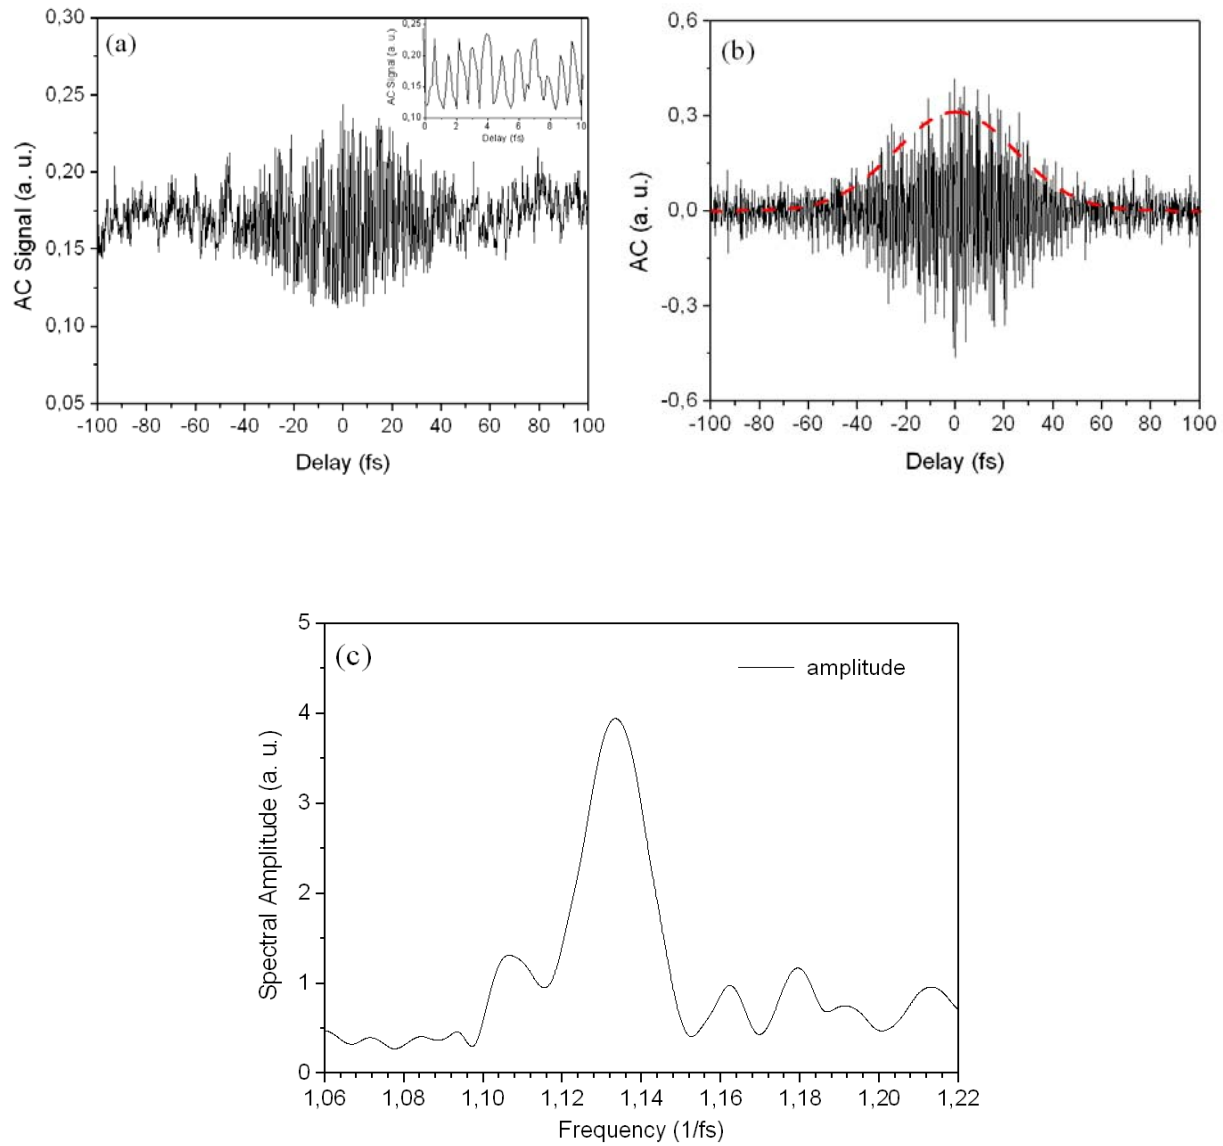 (a)
AC Signal (a. u.)
0,30
0,25
0,20
0,15
0,10
0,05
-100 -80 -60 -40 -20 0 20 40 60 80 100
Delay (fs)
AC Signal (a. u.)
0,25
0,20
0,15
0,10
0 2 4 6 8 10
Delay (fs)
(b)
AC (a. u.)
0,6
0,3
0,0
-0,3
-0,6
-100 -80 -60 -40 -20 0 20 40 60 80 100
Delay (fs)
(c)
amplitude
Spectral Amplitude (a. u.)
5
4
3
2
1
0
1,06 1,08 1,10 1,12 1,14 1,16 1,18 1,20 1,22
Frequency (1/fs)